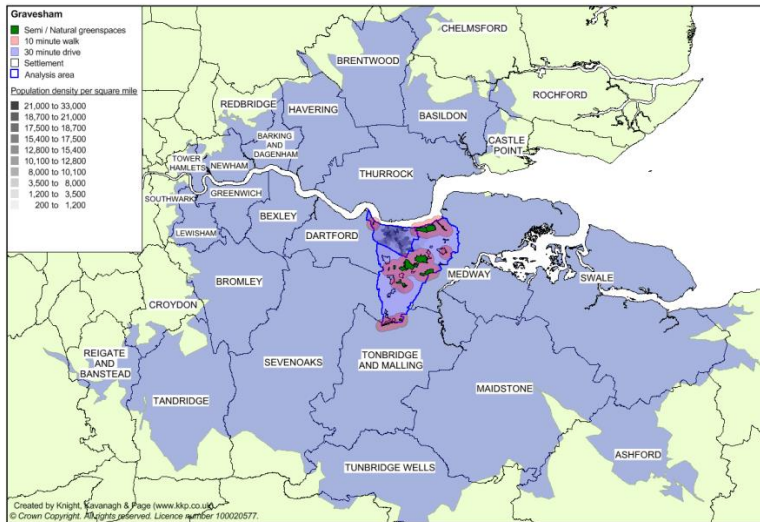 Gravesham
Semi / Natural greenspaces
10 minute walk
30 minute drive
Settlement
Analysis area
Population density per square mile
21,000 to 33,000
18,700 to 21,000
17,500 to 18,700
15,400 to 17,500
12,800 to 15,400
10,100 to 12,800
8,000 to 10,100
3,500 to 8,000
1,200 to 3,500
200 to 1,200
CHELMSFORD
BRENTWOOD
ROCHFORD
REDBRIDGE
HAVERING
BASILDON
BARKING
AND
DAGENHAM
CASTLE
POINT
TOWER
HAMLETS
NEWHAM
THURROCK
SOUTHWARK
GREENWICH
BEXLEY
LEWISHAM
DARTFORD
BROMLEY
MEDWAY
SWALE
CROYDON
REIGATE
AND
BANSTEAD
SEVENOAKS
TONBRIDGE
AND MALLING
TANDRIDGE
MAIDSTONE
ASHFORD
TUNBRIDGE WELLS
Created by Knight, Kavanagh & Page (www.kkp.co.uk)
© Crown Copyright. All rights reserved. Licence number 100020577.